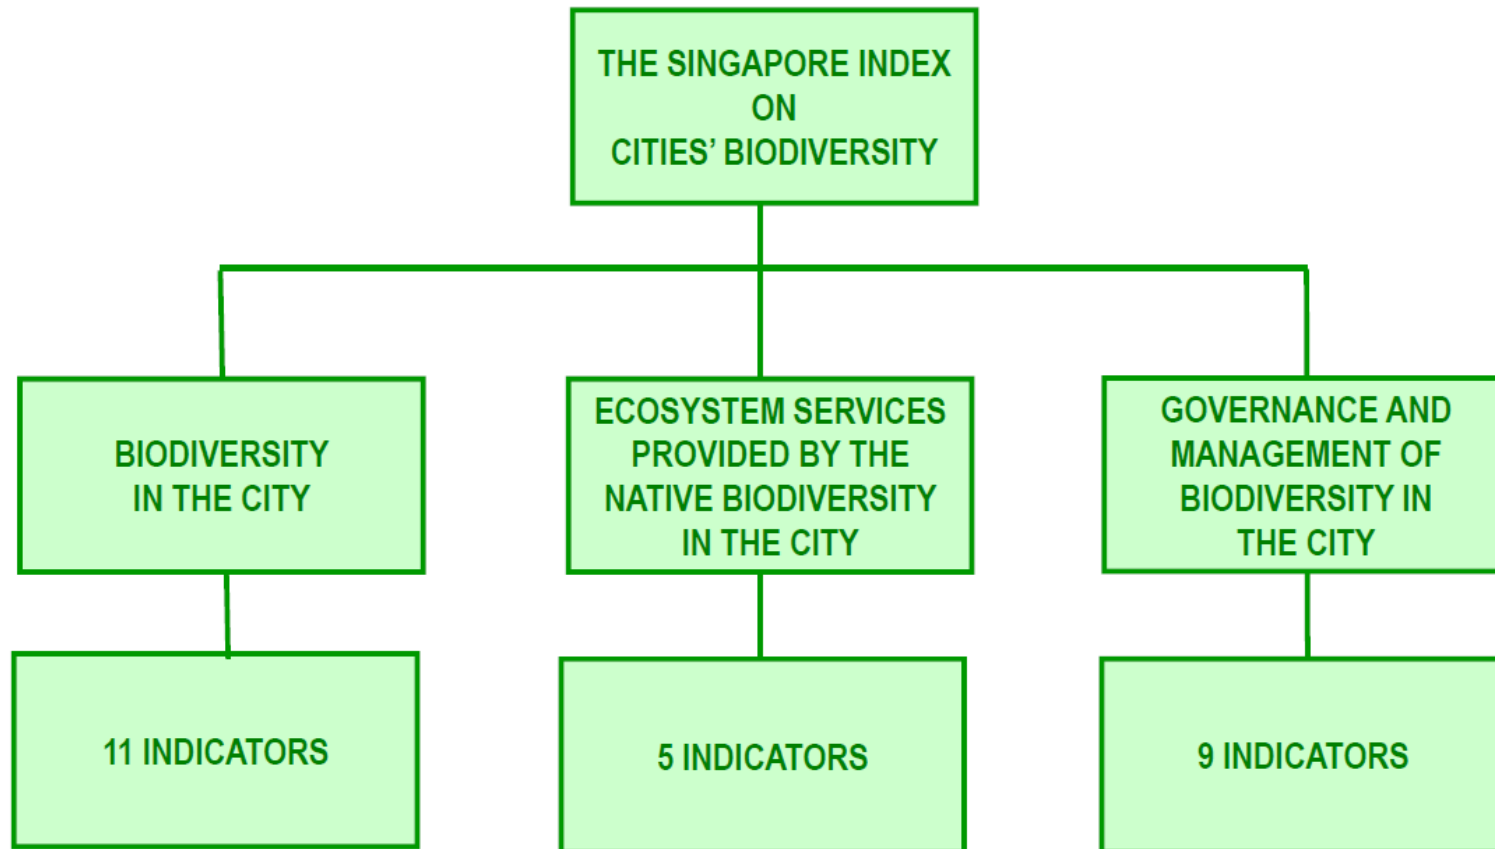 THE SINGAPORE INDEX
ON
CITIES’ BIODIVERSITY
BIODIVERSITY
IN THE CITY
ECOSYSTEM SERVICES
PROVIDED BY THE
NATIVE BIODIVERSITY
IN THE CITY
GOVERNANCE AND
MANAGEMENT OF
BIODIVERSITY IN
THE CITY
11 INDICATORS
5 INDICATORS
9 INDICATORS